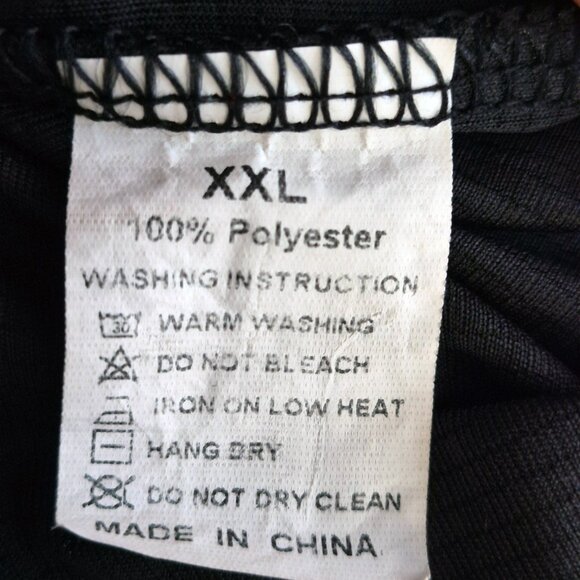 XXL
100% Polyester
WASHING INSTRUCTION
30 WARM WASHING
DO NOT BLEACH
IRON ON LOW HEAT
HANG DRY
DO NOT DRY CLEAN
MADE IN CHINA